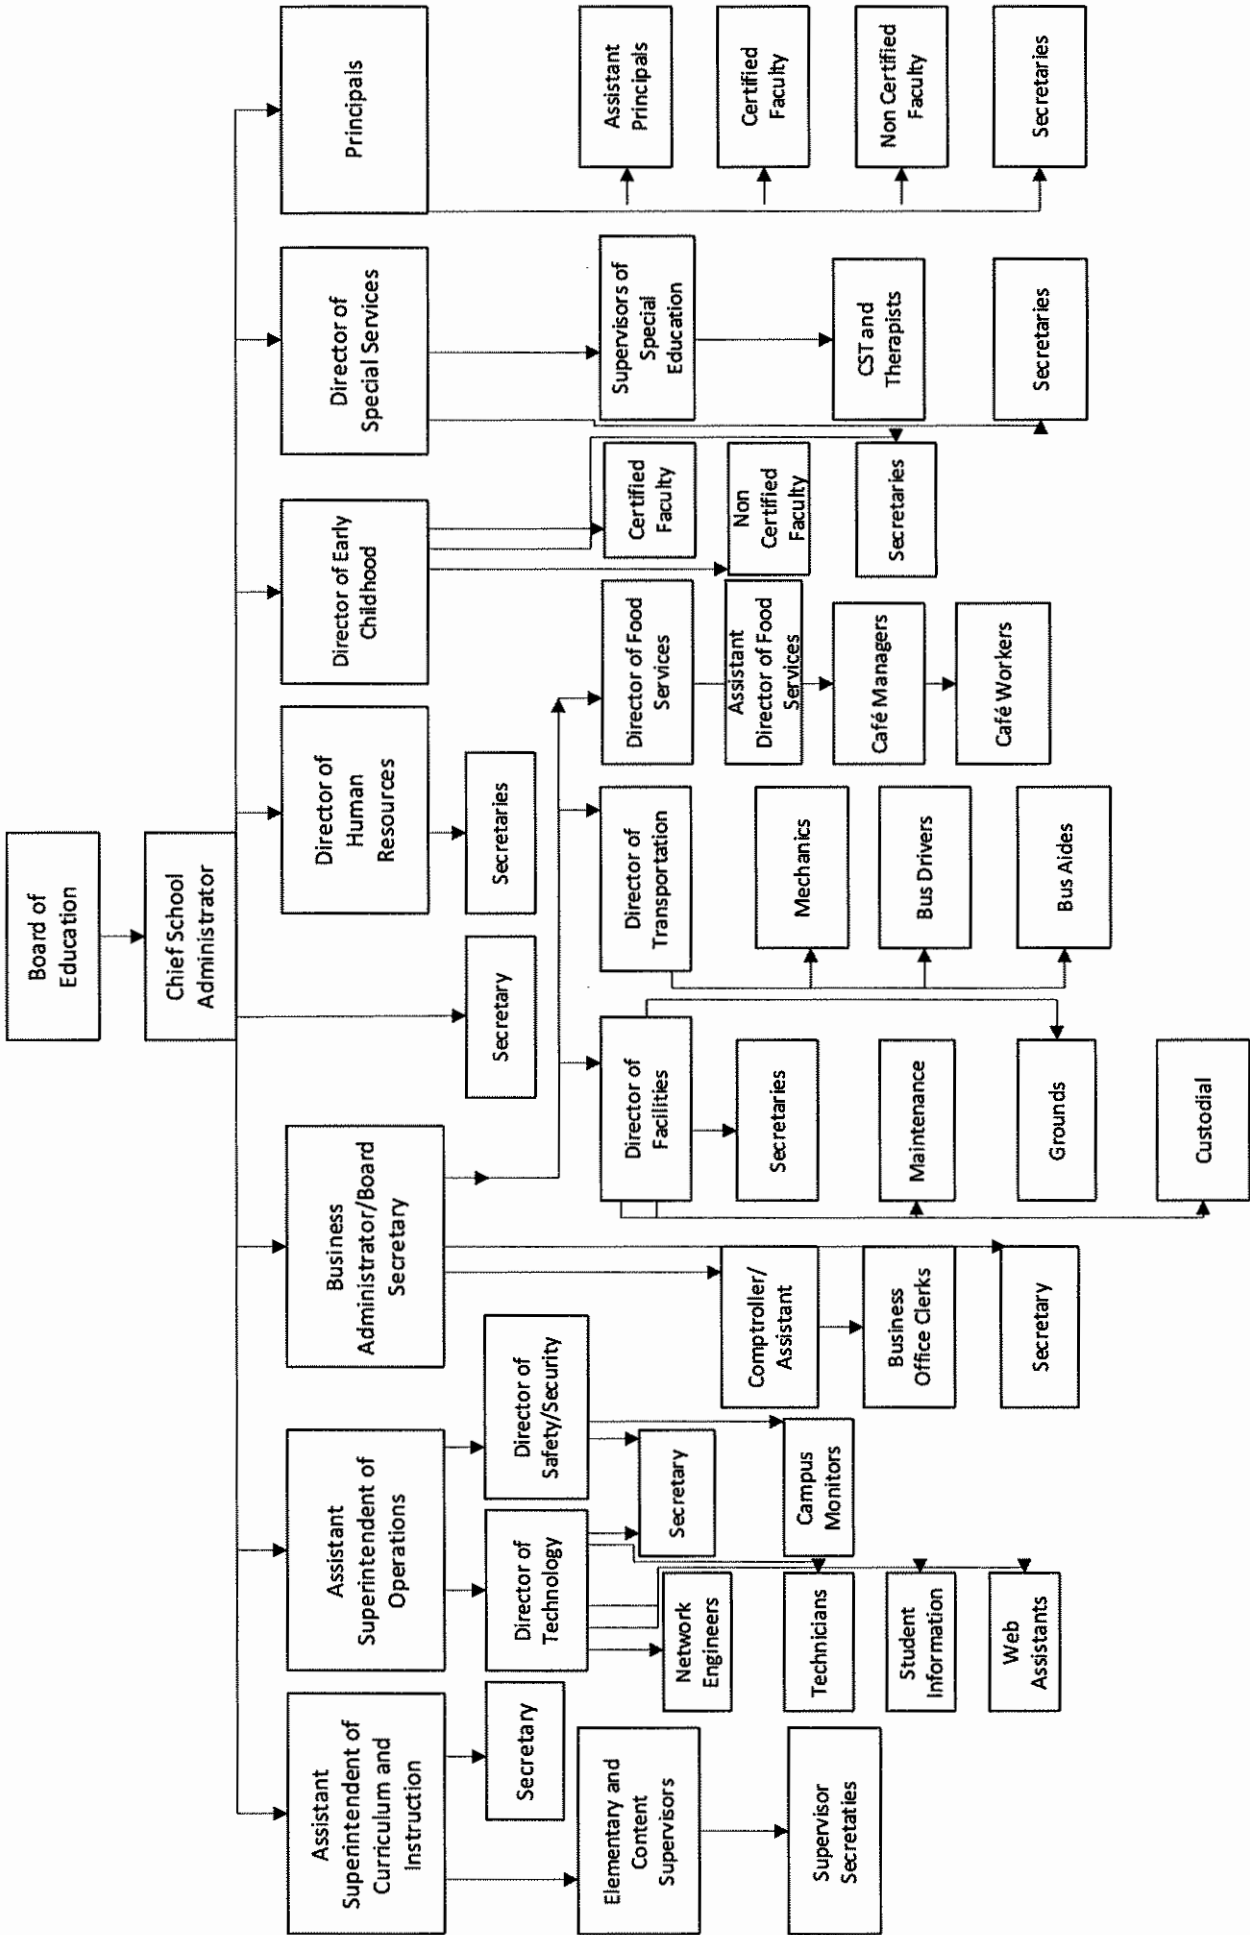 Board of
Education
Chief School
Administrator
Assistant
Superintendent of
Curriculum and
Instruction
Assistant
Superintendent of
Operations
Business
Administrator/Board
Secretary
Director of
Human
Resources
Director of Early
Childhood
Director of
Special Services
Principals
Secretary
Director of
Technology
Director of
Safety/Security
Secretary
Secretaries
Elementary and
Content
Supervisors
Network
Engineers
Secretary
Comptroller/
Assistant
Director of
Facilities
Director of
Transportation
Director of Food
Services
Certified
Faculty
Supervisors of
Special
Education
Assistant
Principals
Supervisor
Secretaties
Technicians
Campus
Monitors
Business
Office Clerks
Secretaries
Mechanics
Assistant
Director of Food
Services
Non
Certified
Faculty
Certified
Faculty
Student
Information
Maintenance
Bus Drivers
Café Managers
Secretaries
CST and
Therapists
Non Certified
Faculty
Web
Assistants
Secretary
Grounds
Bus Aides
Café Workers
Secretaries
Secretaries
Custodial